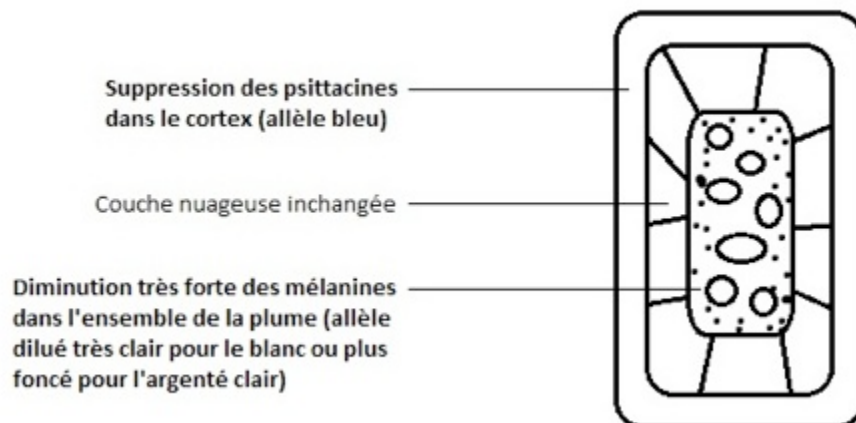 Suppression des psittacines
dans le cortex (allèle bleu)
Couche nuageuse inchangée
Diminution très forte des mélanines
dans l'ensemble de la plume (allèle
dilué très clair pour le blanc ou plus
foncé pour l'argenté clair)